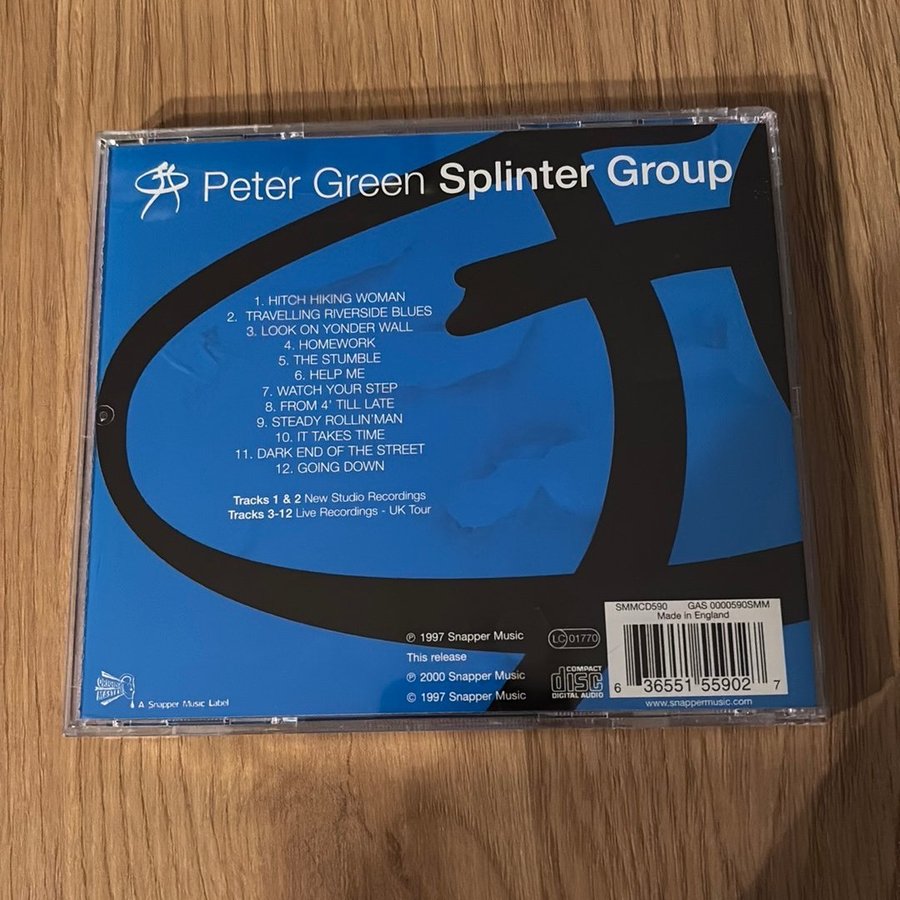 Peter Green Splinter Group
1. HITCH HIKING WOMAN
2. TRAVELLING RIVERSIDE BLUES
3. LOOK ON YONDER WALL
4. HOMEWORK
5. THE STUMBLE
6. HELP ME
7. WATCH YOUR STEP
8. FROM 4' TILL LATE
9. STEADY ROLLIN'MAN
10. IT TAKES TIME
11. DARK END OF THE STREET
12. GOING DOWN
Tracks 1 & 2 New Studio Recordings
Tracks 3-12 Live Recordings - UK Tour
℗ 1997 Snapper Music
This release
℗ 2000 Snapper Music
© 1997 Snapper Music
LC 01770
COMPACT
disc
DIGITAL AUDIO
SMMCD590 GAS 0000590SMM
Made in England
6 36551 55902 7
www.snappermusic.com
ORIGINAL
MASTERS
A Snapper Music Label